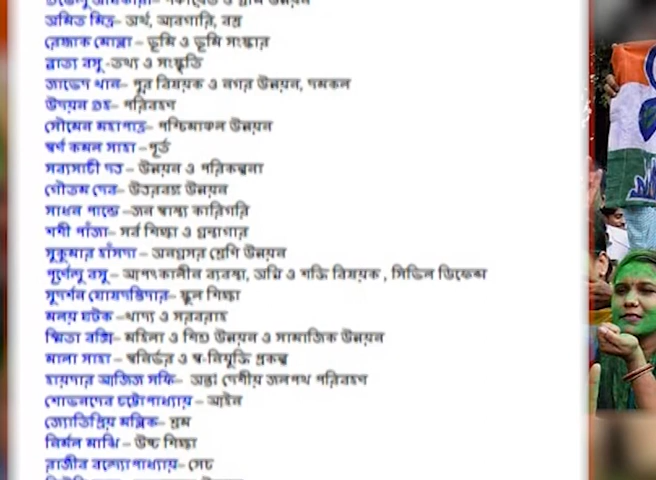 অমিত মিত্র– অর্থ, আবগারি, বস্ত্র
রেজ্জাক মোল্লা – ভূমি ও ভূমি সংস্কার
ব্রাত্য বসু -তথ্য ও সংস্কৃতি
জাভেদ খান– পুর বিষয়ক ও নগর উন্নয়ন, দমকল
উদয়ন গুহ– পরিবহণ
সৌমেন মহাপাত্র– পশ্চিমাঞ্চল উন্নয়ন
স্বর্ণ কমল সাহা –পূর্ত
সব্যসাচী দত্ত – উন্নয়ন ও পরিকল্পনা
গৌতম দেব– উত্তরবঙ্গ উন্নয়ন
সাধন পান্ডে –জন স্বাস্থ্য কারিগরি
শশী পাঁজা– সর্ব শিক্ষা ও গ্রন্থাগার
সুকুমার হাঁসদা – অনগ্রসর শ্রেণি উন্নয়ন
পূর্ণেন্দু বসু – আপৎকালীন ব্যবস্থা, অগ্নি ও শক্তি বিষয়ক , সিভিল ডিফেন্স
সুদর্শন ঘোষদস্তিদার– স্কুল শিক্ষা
মলয় ঘটক –খাদ্য ও সরবরাহ
স্মিতা বক্সি– মহিলা ও শিশু উন্নয়ন ও সামাজিক উন্নয়ন
মালা সাহা – স্বনির্ভর ও স্ব-নিযুক্তি প্রকল্প
হায়দার আজিজ সফি– অন্তর্দেশীয় জলপথ পরিবহণ
শোভনদেব চট্টোপাধ্যায় – আইন
জ্যোতিপ্রিয় মল্লিক– শ্রম
নির্মল মাঝি – উচ্চ শিক্ষা
রাজীব বন্দ্যোপাধ্যায়– সেচ